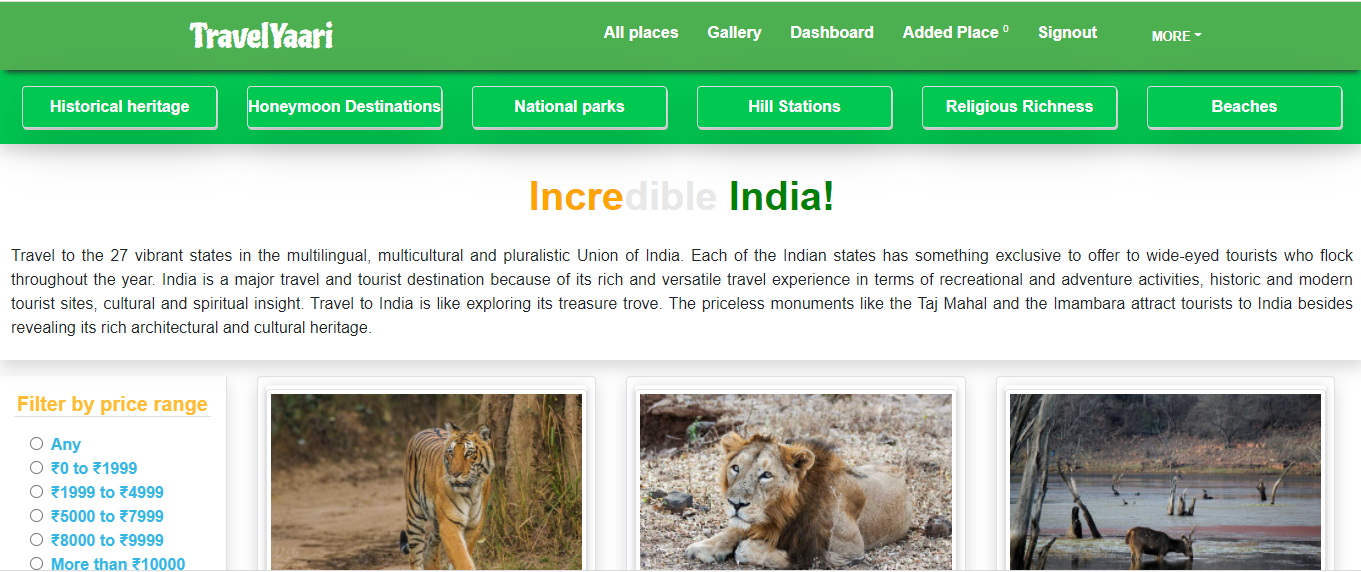 TravelYaari
All places Gallery Dashboard Added Place 0 Signout MORE
Historical heritage Honeymoon Destinations National parks Hill Stations Religious Richness Beaches
Incredible India!
Travel to the 27 vibrant states in the multilingual, multicultural and pluralistic Union of India. Each of the Indian states has something exclusive to offer to wide-eyed tourists who flock
throughout the year. India is a major travel and tourist destination because of its rich and versatile travel experience in terms of recreational and adventure activities, historic and modern
tourist sites, cultural and spiritual insight. Travel to India is like exploring its treasure trove. The priceless monuments like the Taj Mahal and the Imambara attract tourists to India besides
revealing its rich architectural and cultural heritage.
Filter by price range
Any
₹0 to ₹1999
₹1999 to ₹4999
₹5000 to ₹7999
₹8000 to ₹9999
More than ₹10000